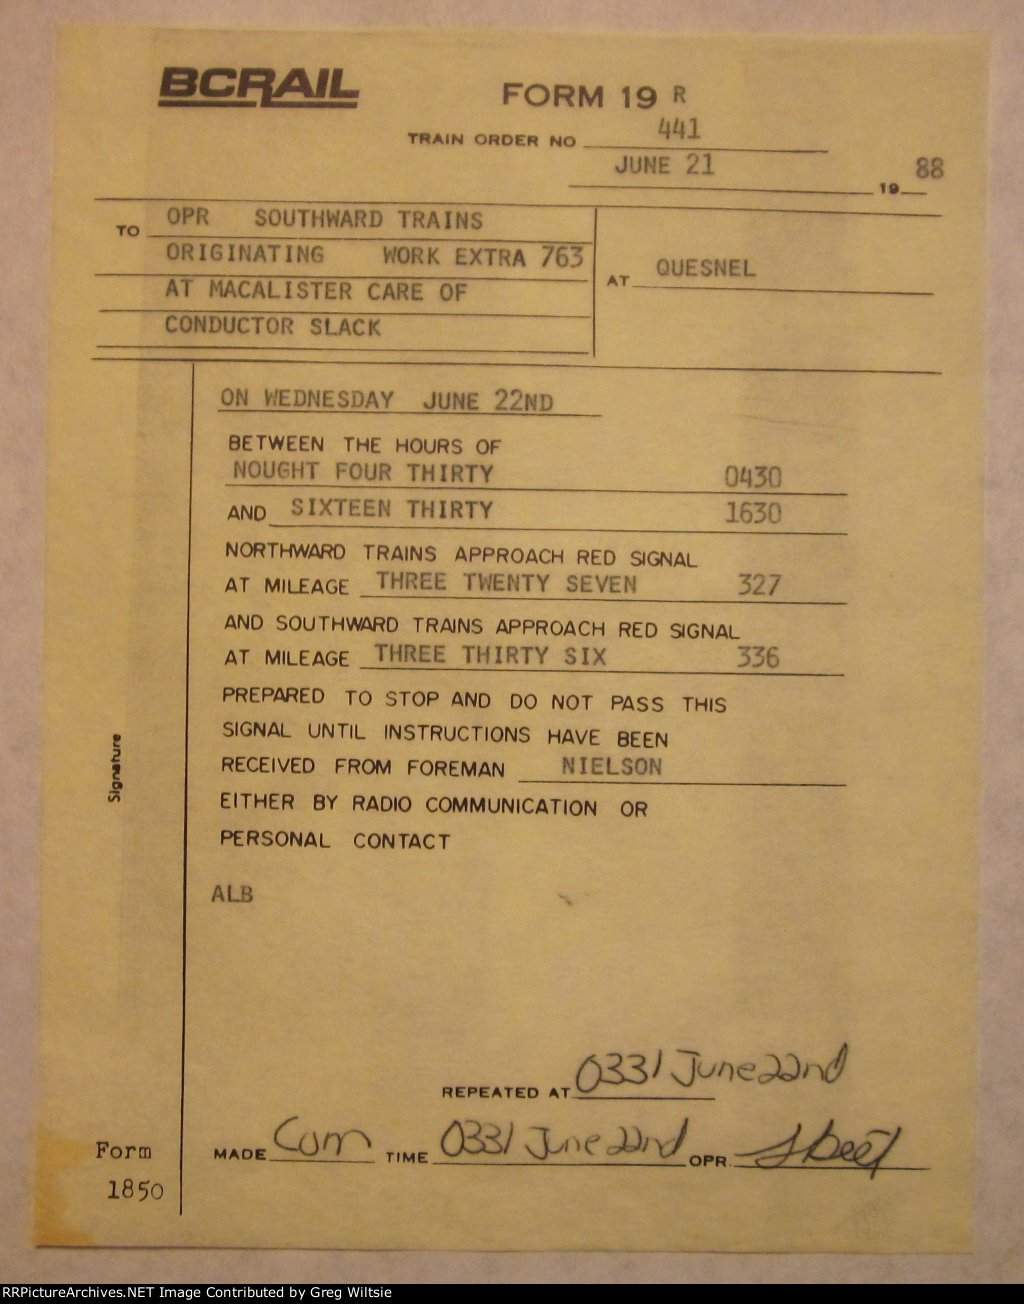 BCRAIL
FORM 19 R
TRAIN ORDER NO 441
JUNE 21 19 88
TO OPR SOUTHWARD TRAINS
ORIGINATING WORK EXTRA 763
AT MACALISTER CARE OF
CONDUCTOR SLACK
AT QUESNEL
ON WEDNESDAY JUNE 22ND
BETWEEN THE HOURS OF
NOUGHT FOUR THIRTY 0430
AND SIXTEEN THIRTY 1630
NORTHWARD TRAINS APPROACH RED SIGNAL
AT MILEAGE THREE TWENTY SEVEN 327
AND SOUTHWARD TRAINS APPROACH RED SIGNAL
AT MILEAGE THREE THIRTY SIX 336
PREPARED TO STOP AND DO NOT PASS THIS
SIGNAL UNTIL INSTRUCTIONS HAVE BEEN
RECEIVED FROM FOREMAN NIELSON
EITHER BY RADIO COMMUNICATION OR
PERSONAL CONTACT
Signature
ALB
REPEATED AT 0331 June 22nd
MADE Com TIME 0331 June 22nd OPR
Form
1850
RRPictureArchives.NET Image Contributed by Greg Wiltsie